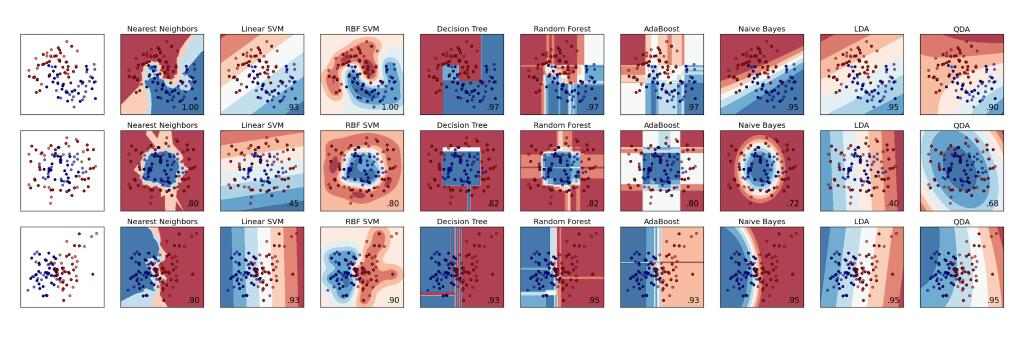 Nearest Neighbors Linear SVM RBF SVM Decision Tree Random Forest AdaBoost Naive Bayes LDA QDA
1.00 .93 1.00 .97 .97 .97 .95 .95 .90
Nearest Neighbors Linear SVM RBF SVM Decision Tree Random Forest AdaBoost Naive Bayes LDA QDA
.80 .45 .80 .82 .82 .80 .72 .40 .68
Nearest Neighbors Linear SVM RBF SVM Decision Tree Random Forest AdaBoost Naive Bayes LDA QDA
.90 .93 .90 .93 .95 .93 .95 .95 .95